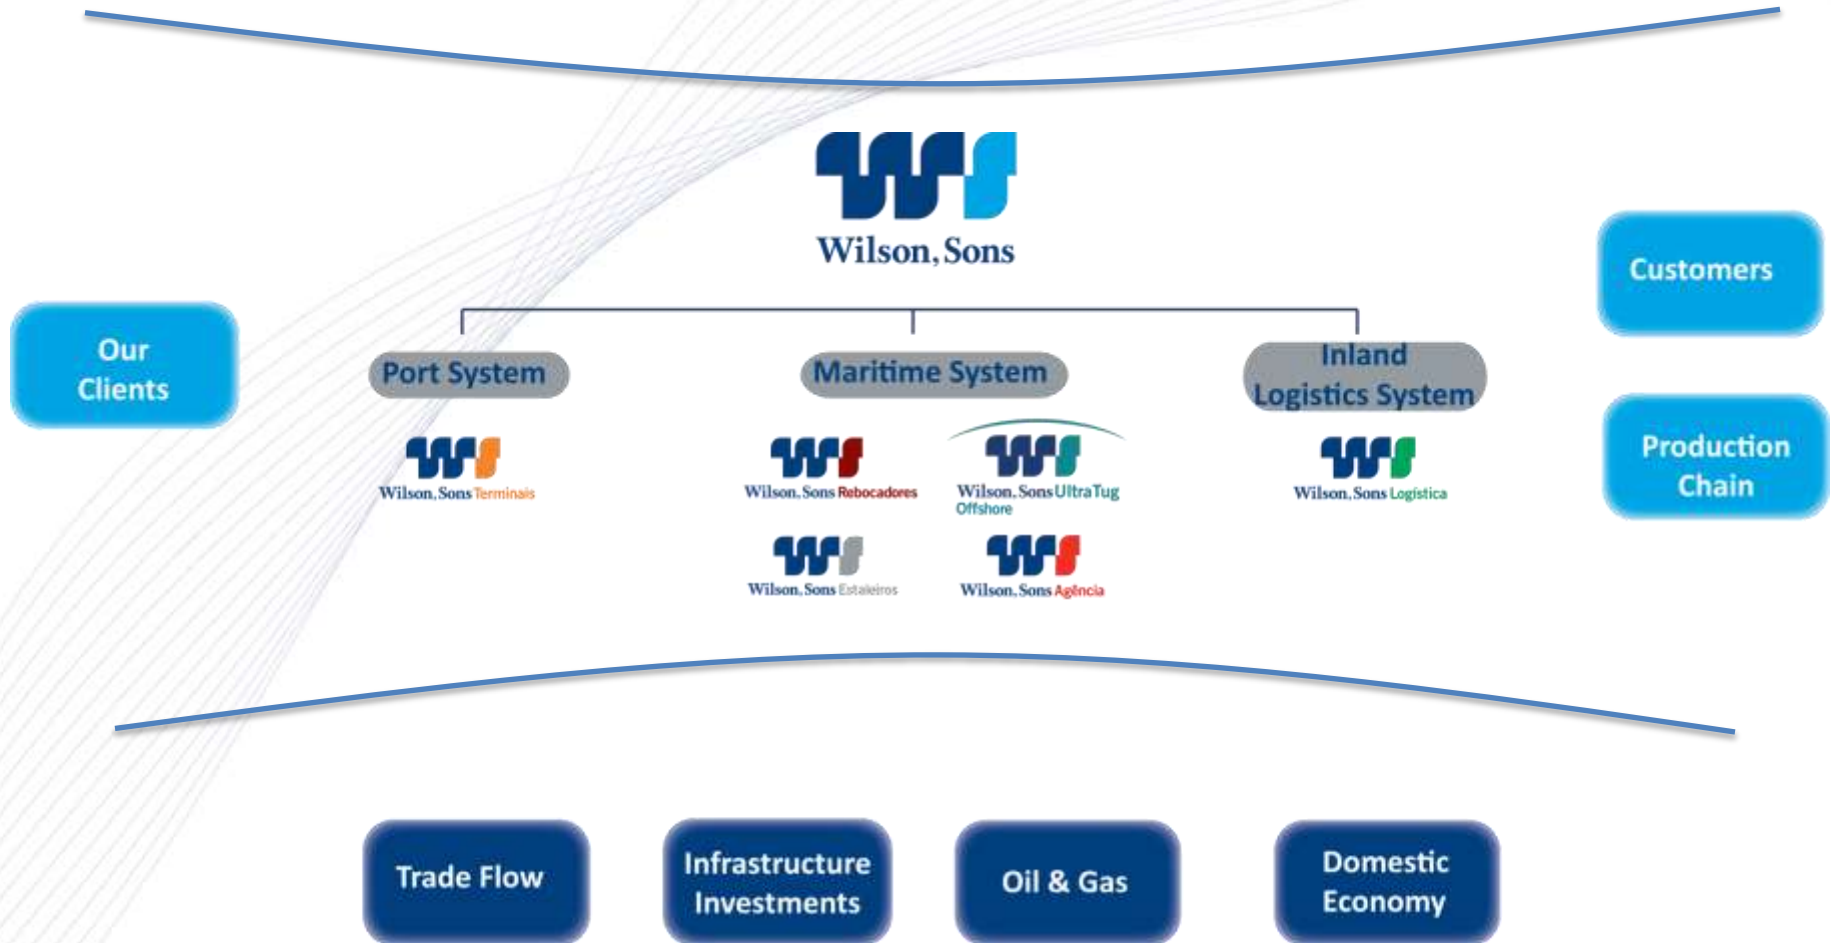 Wilson, Sons
Customers
Our
Clients
Port System
Maritime System
Inland
Logistics System
Wilson, Sons Terminais
Wilson, Sons Rebocadores
Wilson, Sons UltraTug
Offshore
Wilson, Sons Logística
Production
Chain
Wilson, Sons Estaleiros
Wilson, Sons Agência
Trade Flow
Infrastructure
Investments
Oil & Gas
Domestic
Economy